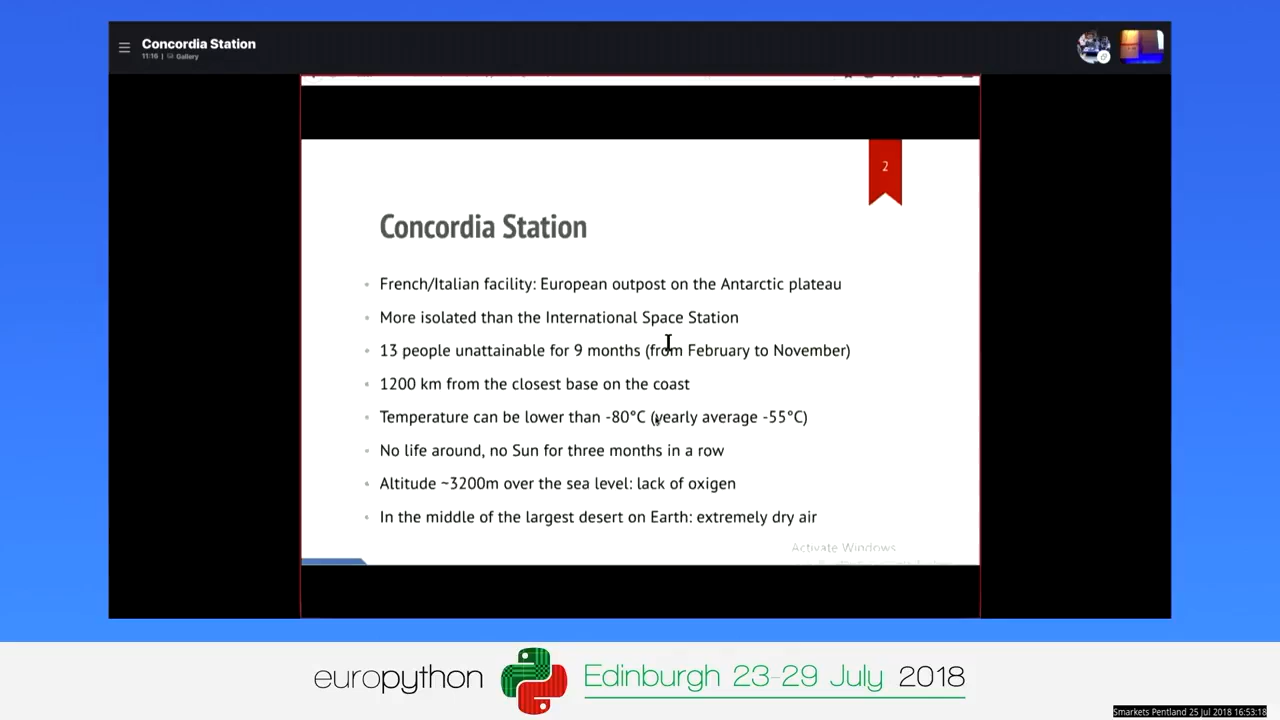 Concordia Station
11:16 | Gallery
2
Concordia Station
French/Italian facility: European outpost on the Antarctic plateau
More isolated than the International Space Station
13 people unattainable for 9 months (from February to November)
1200 km from the closest base on the coast
Temperature can be lower than -80°C (yearly average -55°C)
No life around, no Sun for three months in a row
Altitude ~3200m over the sea level: lack of oxigen
In the middle of the largest desert on Earth: extremely dry air
Activate Windows
europython Edinburgh 23-29 July 2018
Smarkets Pentland 25 Jul 2018 16:53:18